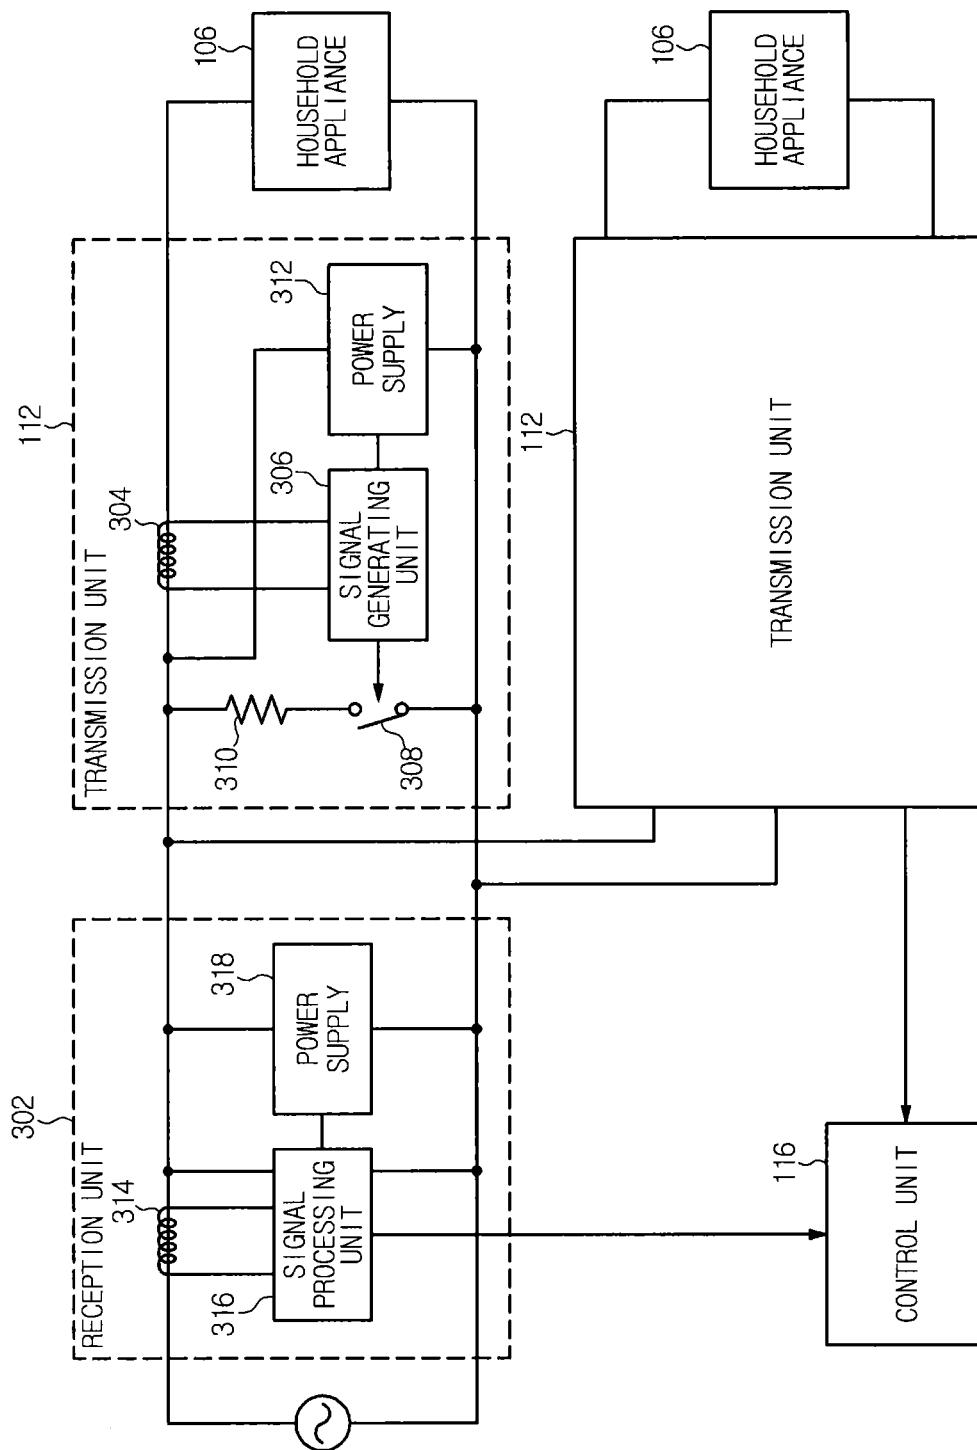 302
RECEPTION UNIT
314
316
SIGNAL
PROCESSING
UNIT
318
POWER
SUPPLY
112
TRANSMISSION UNIT
304
310
308
306
SIGNAL
GENERATING
UNIT
312
POWER
SUPPLY
106
HOUSEHOLD
APPLIANCE
116
CONTROL UNIT
112
TRANSMISSION UNIT
106
HOUSEHOLD
APPLIANCE